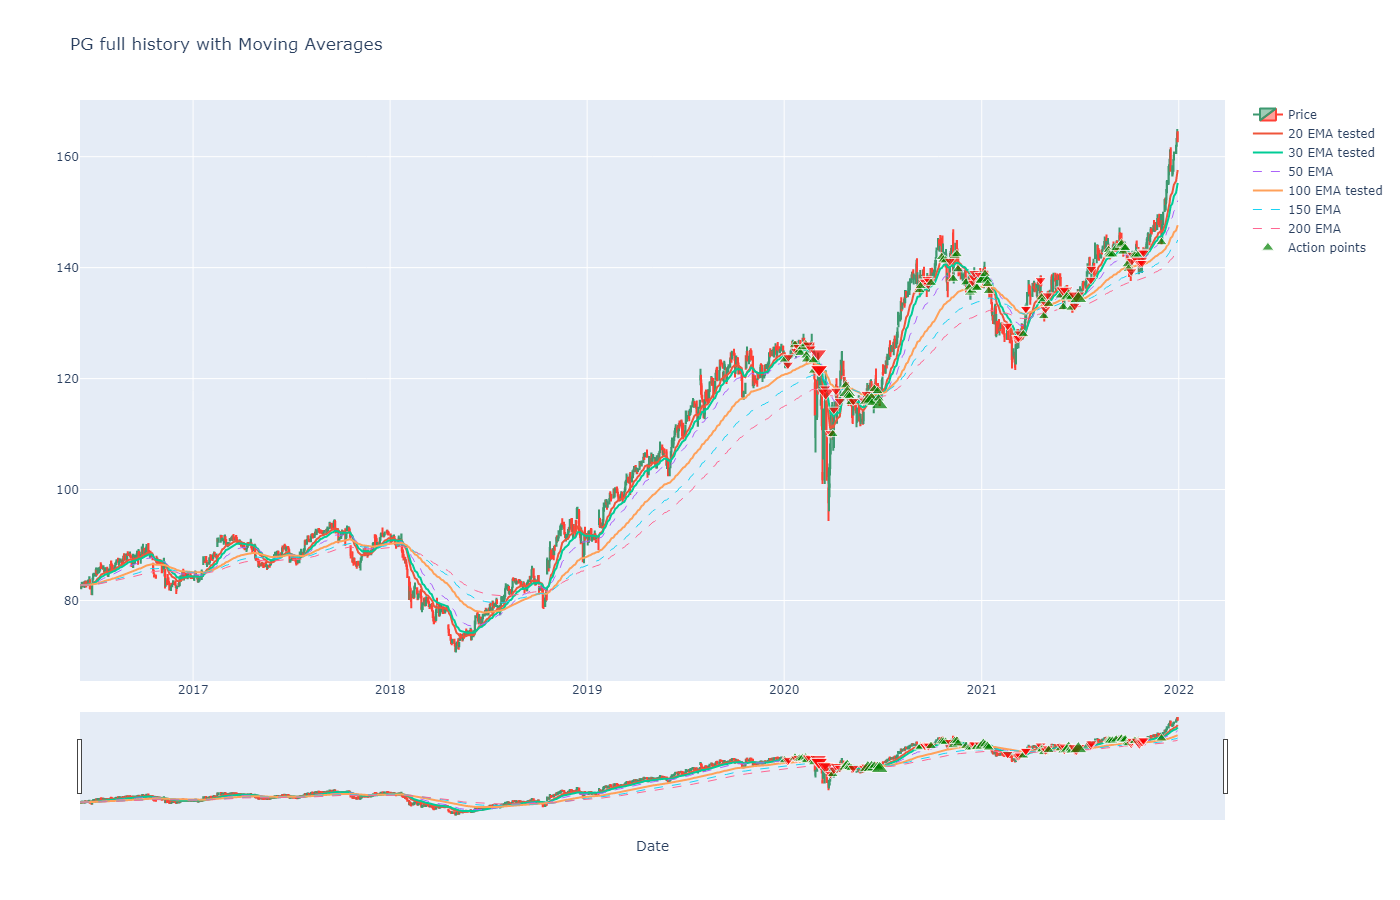 PG full history with Moving Averages
Price
20 EMA tested
30 EMA tested
50 EMA
100 EMA tested
150 EMA
200 EMA
Action points
160
140
120
100
80
2017 2018 2019 2020 2021 2022
Date